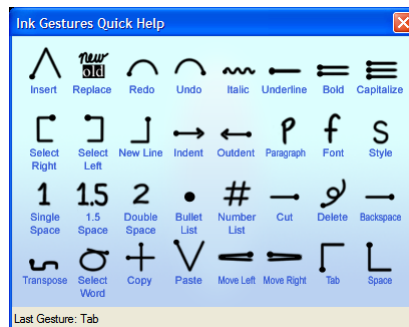 Ink Gestures Quick Help
new
old
Insert Replace Redo Undo Italic Underline Bold Capitalize
Select Right Select Left New Line Indent Outdent Paragraph Font Style
1 1.5 2 #
Single Space 1.5 Space Double Space Bullet List Number List Cut Delete Backspace
Transpose Select Word Copy Paste Move Left Move Right Tab Space
Last Gesture: Tab